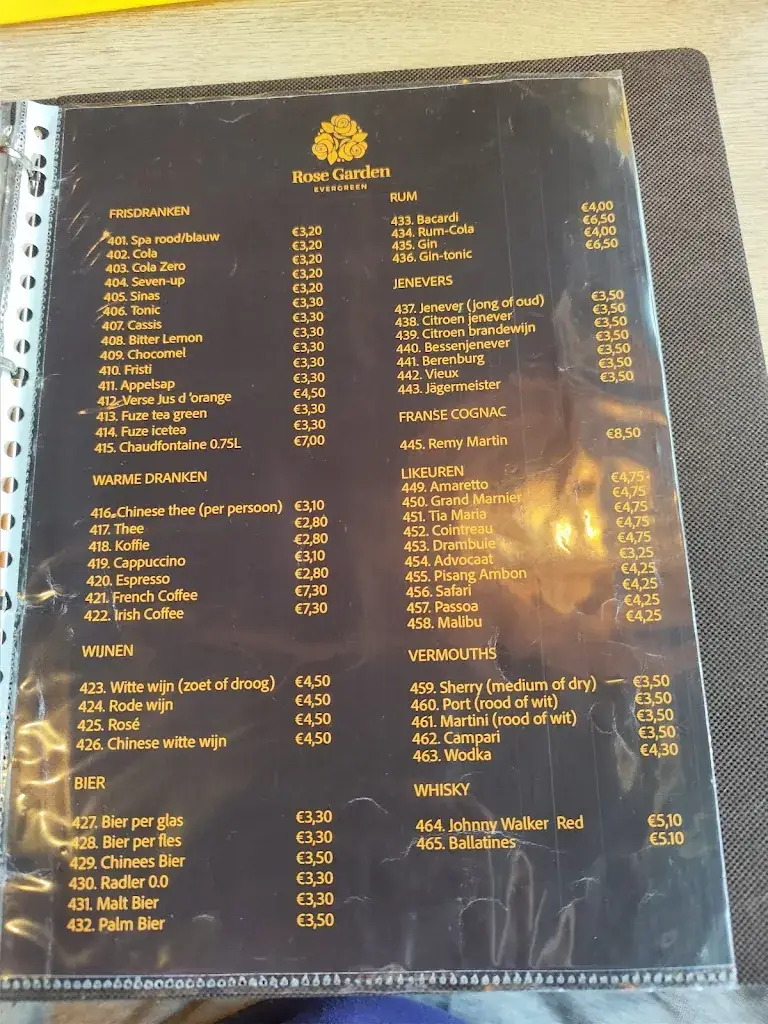 Rose Garden
EVERGREEN
FRISDRANKEN
401. Spa rood/blauw €3,20
402. Cola €3,20
403. Cola Zero €3,20
404. Seven-up €3,20
405. Sinas €3,20
406. Tonic €3,30
407. Cassis €3,30
408. Bitter Lemon €3,30
409. Chocomel €3,30
410. Fristi €3,30
411. Appelsap €3,30
412. Verse Jus d 'orange €4,50
413. Fuze tea green €3,30
414. Fuze icetea €3,30
415. Chaudfontaine 0.75L €7,00
WARME DRANKEN
416. Chinese thee (per persoon) €3,10
417. Thee €2,80
418. Koffie €2,80
419. Cappuccino €3,10
420. Espresso €2,80
421. French Coffee €7,30
422. Irish Coffee €7,30
WIJNEN
423. Witte wijn (zoet of droog) €4,50
424. Rode wijn €4,50
425. Rosé €4,50
426. Chinese witte wijn €4,50
BIER
427. Bier per glas €3,30
428. Bier per fles €3,30
429. Chinees Bier €3,50
430. Radler 0.0 €3,30
431. Malt Bier €3,30
432. Palm Bier €3,50
RUM
433. Bacardi €4,00
434. Rum-Cola €6,50
435. Gin €4,00
436. Gin-tonic €6,50
JENEVERS
437. Jenever (jong of oud) €3,50
438. Citroen jenever €3,50
439. Citroen brandewijn €3,50
440. Bessenjenever €3,50
441. Berenburg €3,50
442. Vieux €3,50
443. Jägermeister €3,50
FRANSE COGNAC
445. Remy Martin €8,50
LIKEUREN
449. Amaretto €4,75
450. Grand Marnier €4,75
451. Tia Maria €4,75
452. Cointreau €4,75
453. Drambuie €4,75
454. Advocaat €3,25
455. Pisang Ambon €4,25
456. Safari €4,25
457. Passoa €4,25
458. Malibu €4,25
VERMOUTHS
459. Sherry (medium of dry) €3,50
460. Port (rood of wit) €3,50
461. Martini (rood of wit) €3,50
462. Campari €3,50
463. Wodka €4,30
WHISKY
464. Johnny Walker Red €5,10
465. Ballatines €5.10